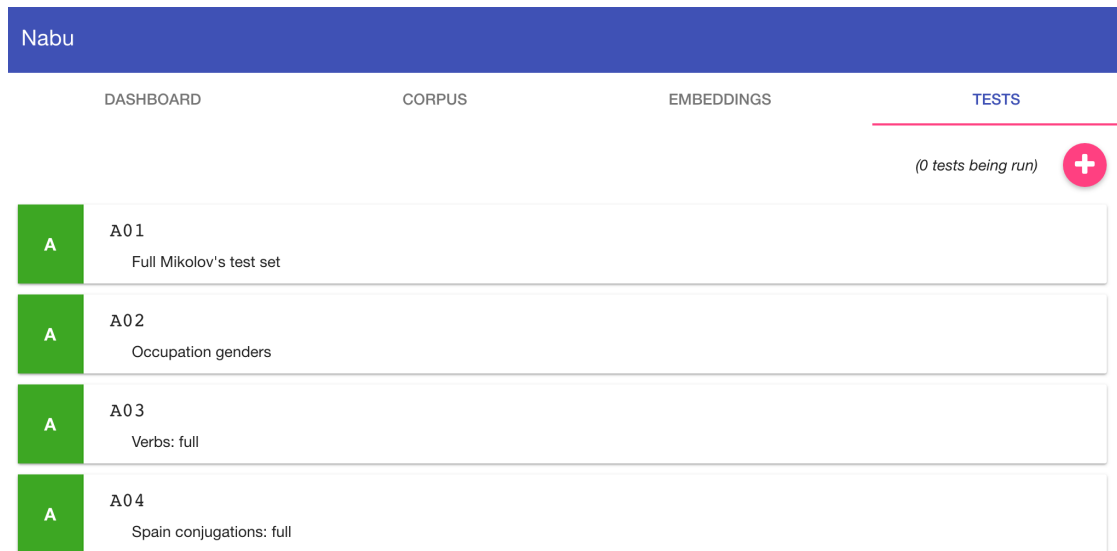 Nabu
DASHBOARD CORPUS EMBEDDINGS TESTS
(0 tests being run)
A A01
Full Mikolov's test set
A A02
Occupation genders
A A03
Verbs: full
A A04
Spain conjugations: full